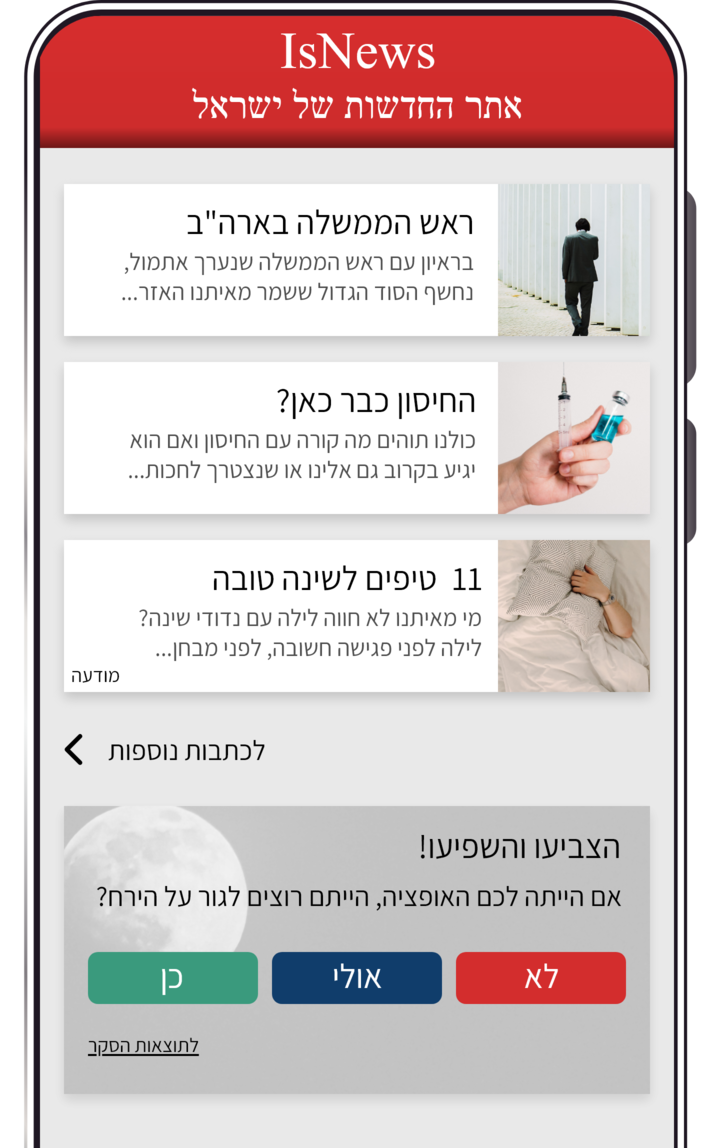 IsNews
אתר החדשות של ישראל
ראש הממשלה בארה"ב
בראיון עם ראש הממשלה שנערך אתמול,
נחשף הסוד הגדול ששמר מאיתנו האזר...
החיסון כבר כאן?
כולנו תוהים מה קורה עם החיסון ואם הוא
יגיע בקרוב גם אלינו או שנצטרך לחכות...
11 טיפים לשינה טובה
מי מאיתנו לא חווה לילה עם נדודי שינה?
לילה לפני פגישה חשובה, לפני מבחן...
מודעה
לכתבות נוספות
הצביעו והשפיעו!
אם הייתה לכם האופציה, הייתם רוצים לגור על הירח?
לא
אולי
כן
לתוצאות הסקר